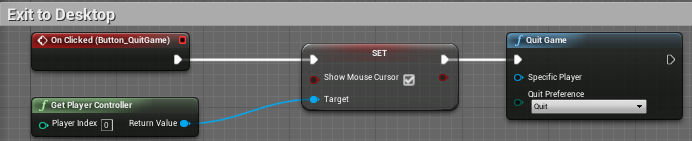 Exit to Desktop
On Clicked (Button_QuitGame)
SET
Show Mouse Cursor
Target
Quit Game
Specific Player
Quit Preference
Quit
Get Player Controller
Player Index 0 Return Value